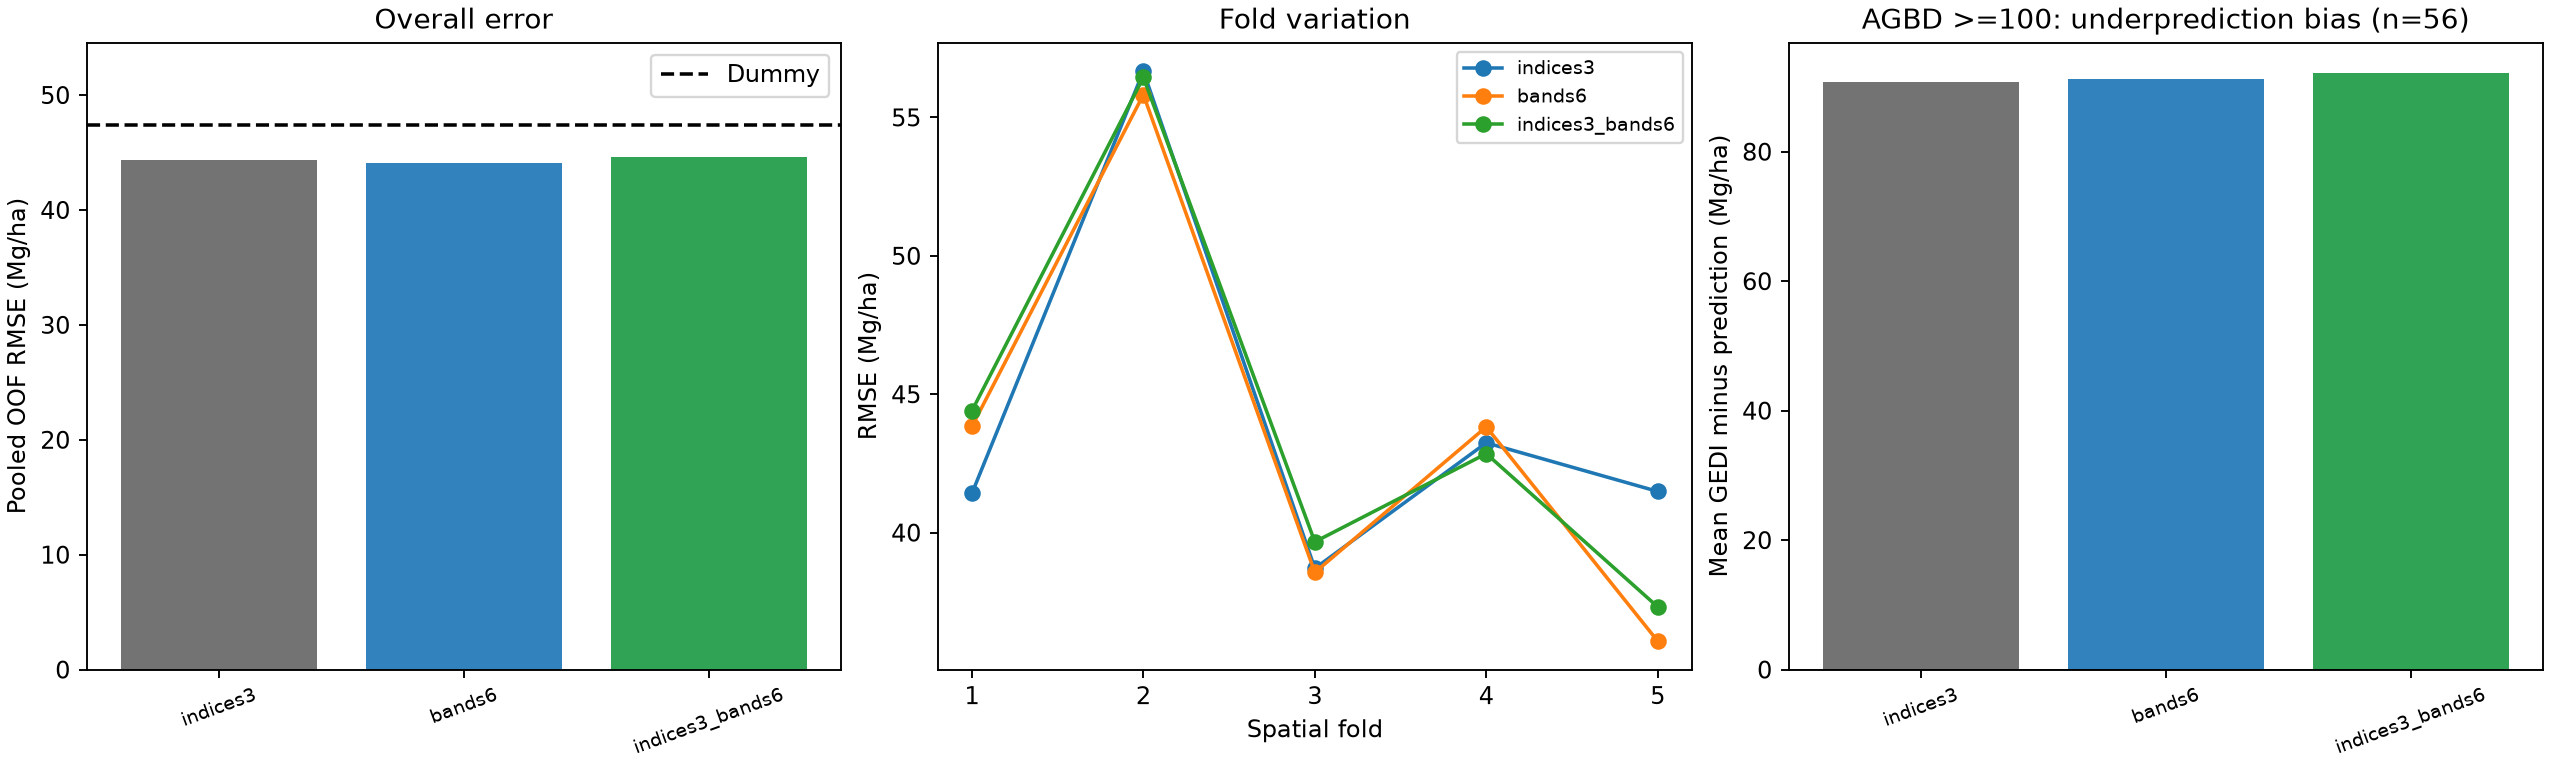 Overall error
Pooled OOF RMSE (Mg/ha)
50
40
30
20
10
0
Dummy
indices3
bands6
indices3_bands6
Fold variation
RMSE (Mg/ha)
55
50
45
40
indices3
bands6
indices3_bands6
1 2 3 4 5
Spatial fold
AGBD >=100: underprediction bias (n=56)
Mean GEDI minus prediction (Mg/ha)
80
60
40
20
0
indices3
bands6
indices3_bands6